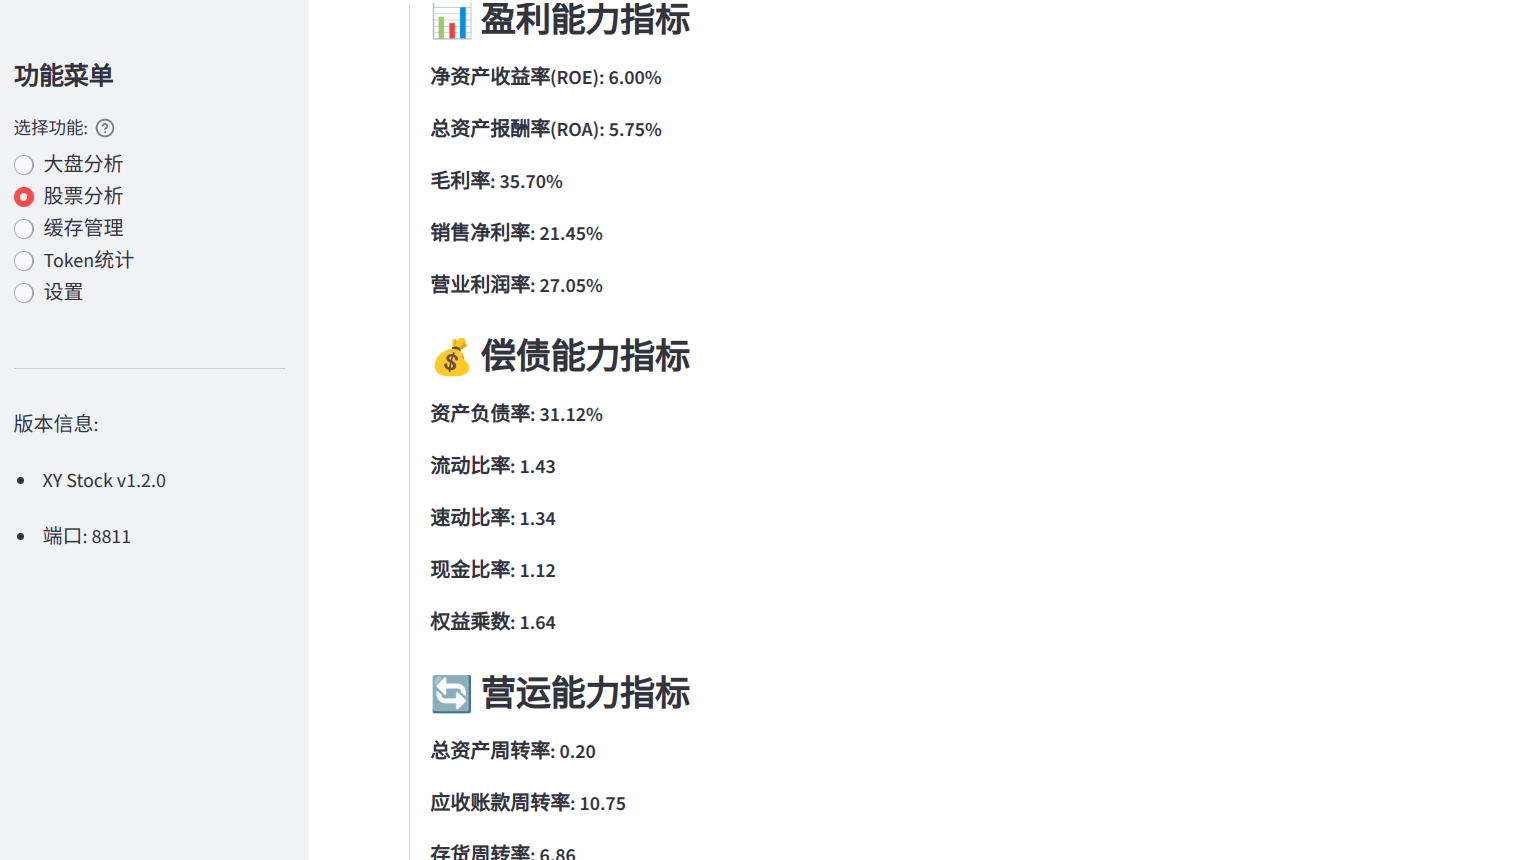 功能菜单
选择功能:
大盘分析
股票分析
缓存管理
Token统计
设置
版本信息:
XY Stock v1.2.0
端口: 8811
盈利能力指标
净资产收益率(ROE): 6.00%
总资产报酬率(ROA): 5.75%
毛利率: 35.70%
销售净利率: 21.45%
营业利润率: 27.05%
偿债能力指标
资产负债率: 31.12%
流动比率: 1.43
速动比率: 1.34
现金比率: 1.12
权益乘数: 1.64
营运能力指标
总资产周转率: 0.20
应收账款周转率: 10.75
存货周转率: 6.86